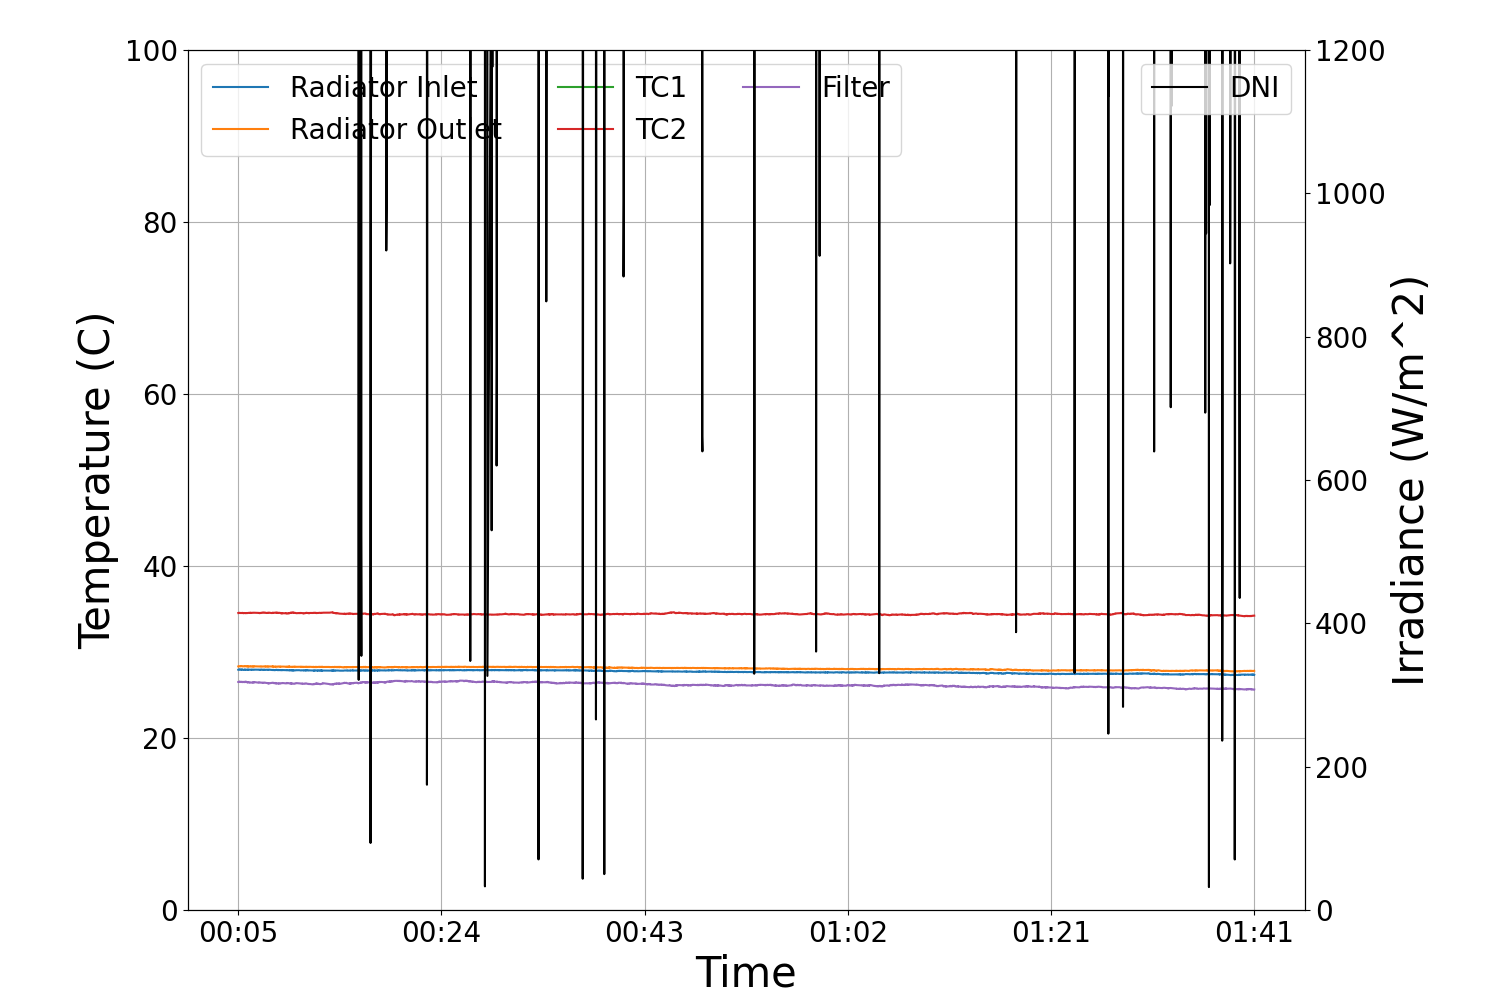 100
80
60
40
20
0
Temperature (C)
Radiator Inlet
Radiator Outlet
TC1
TC2
Filter
DNI
1200
1000
800
600
400
200
0
Irradiance (W/m^2)
00:05 00:24 00:43 01:02 01:21 01:41
Time